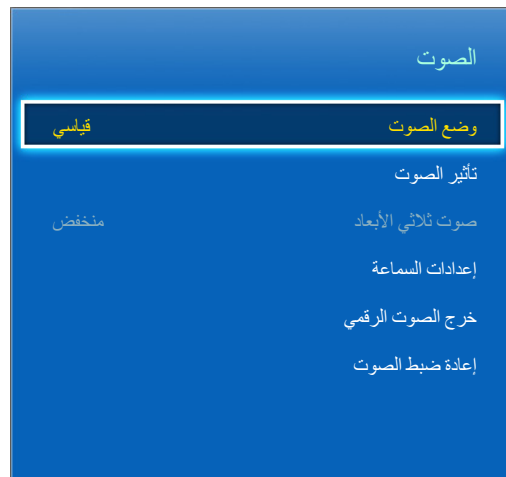 الصوت
وضع الصوت قياسي
تأثير الصوت
صوت ثلاثي الأبعاد منخفض
إعدادات السماعة
خرج الصوت الرقمي
إعادة ضبط الصوت